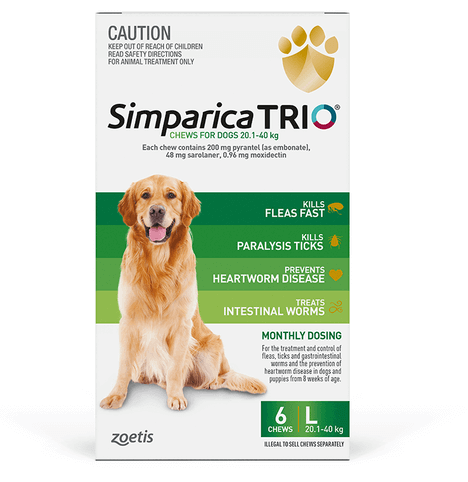 CAUTION
KEEP OUT OF REACH OF CHILDREN
READ SAFETY DIRECTIONS
FOR ANIMAL TREATMENT ONLY
Simparica TRIO®
CHEWS FOR DOGS 20.1-40 kg
Each chew contains 200 mg pyrantel (as embonate),
48 mg sarolaner, 0.96 mg moxidectin
KILLS
FLEAS FAST
KILLS
PARALYSIS TICKS
PREVENTS
HEARTWORM DISEASE
TREATS
INTESTINAL WORMS
MONTHLY DOSING
For the treatment and control of
fleas, ticks and gastrointestinal
worms and the prevention of
heartworm disease in dogs and
puppies from 8 weeks of age.
6
CHEWS
L
20.1-40 kg
zoetis
ILLEGAL TO SELL CHEWS SEPARATELY